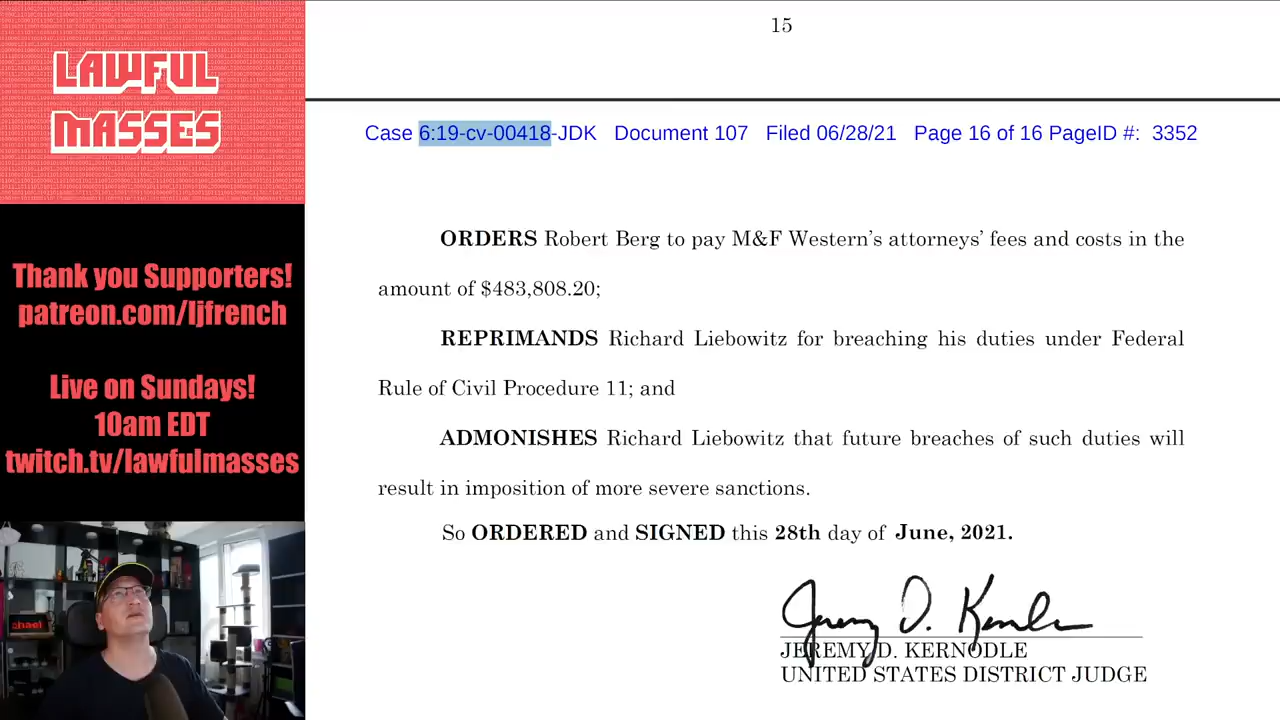 LAWFUL
MASSES
Thank you Supporters!
patreon.com/ljfrench
Live on Sundays!
10am EDT
twitch.tv/lawfulmasses
chael
15
Case 6:19-cv-00418-JDK Document 107 Filed 06/28/21 Page 16 of 16 PageID #: 3352
ORDERS Robert Berg to pay M&F Western’s attorneys’ fees and costs in the
amount of $483,808.20;
REPRIMANDS Richard Liebowitz for breaching his duties under Federal
Rule of Civil Procedure 11; and
ADMONISHES Richard Liebowitz that future breaches of such duties will
result in imposition of more severe sanctions.
So ORDERED and SIGNED this 28th day of June, 2021.
Jeremy D. Kernodle
JEREMY D. KERNODLE
UNITED STATES DISTRICT JUDGE